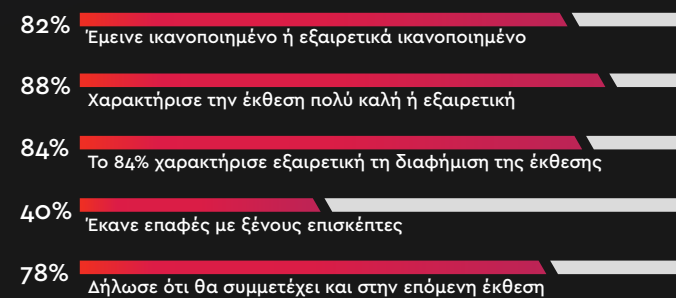 82%
Έμεινε ικανοποιημένο ή εξαιρετικά ικανοποιημένο
88%
Χαρακτήρισε την έκθεση πολύ καλή ή εξαιρετική
84%
Το 84% χαρακτήρισε εξαιρετική τη διαφήμιση της έκθεσης
40%
Έκανε επαφές με ξένους επισκέπτες
78%
Δήλωσε ότι θα συμμετέχει και στην επόμενη έκθεση